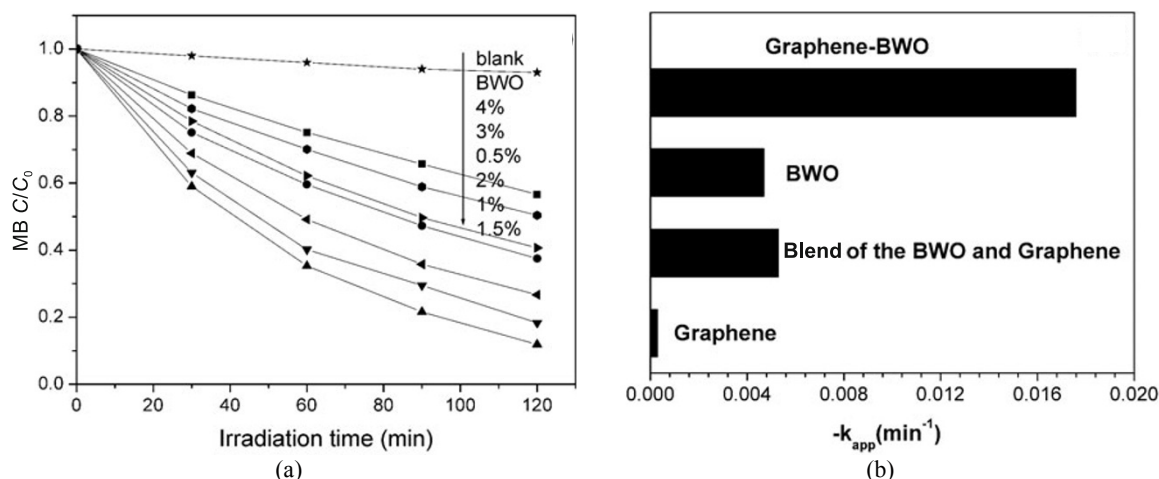 1.0
0.8
0.6
0.4
0.2
0.0
MB C/C₀
blank
BWO
4%
3%
0.5%
2%
1%
1.5%
0 20 40 60 80 100 120
Irradiation time (min)
(a)
Graphene-BWO
BWO
Blend of the BWO and Graphene
Graphene
0.000 0.004 0.008 0.012 0.016 0.020
-kₐₚₚ(min⁻¹)
(b)